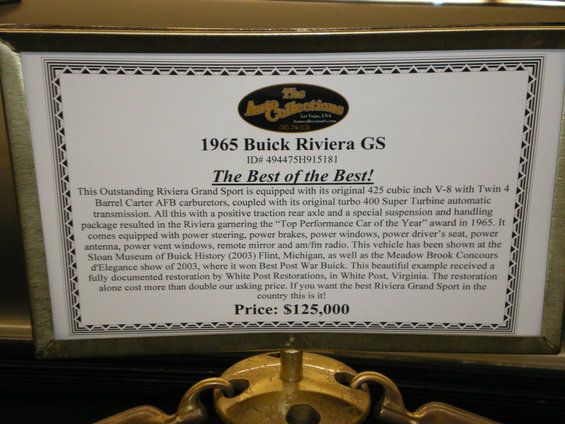 The
Auto Collections
Las Vegas, USA
Autocollections.com
(702) 794-3174
1965 Buick Riviera GS
ID# 494475H915181
The Best of the Best!
This Outstanding Riviera Grand Sport is equipped with its original 425 cubic inch V-8 with Twin 4
Barrel Carter AFB carburetors, coupled with its original turbo 400 Super Turbine automatic
transmission. All this with a positive traction rear axle and a special suspension and handling
package resulted in the Riviera garnering the “Top Performance Car of the Year” award in 1965. It
comes equipped with power steering, power brakes, power windows, power driver's seat, power
antenna, power vent windows, remote mirror and am/fm radio. This vehicle has been shown at the
Sloan Museum of Buick History (2003) Flint, Michigan, as well as the Meadow Brook Concours
d'Elegance show of 2003, where it won Best Post War Buick. This beautiful example received a
fully documented restoration by White Post Restorations, in White Post, Virginia. The restoration
alone cost more than double our asking price. If you want the best Riviera Grand Sport in the
country this is it!
Price: $125,000